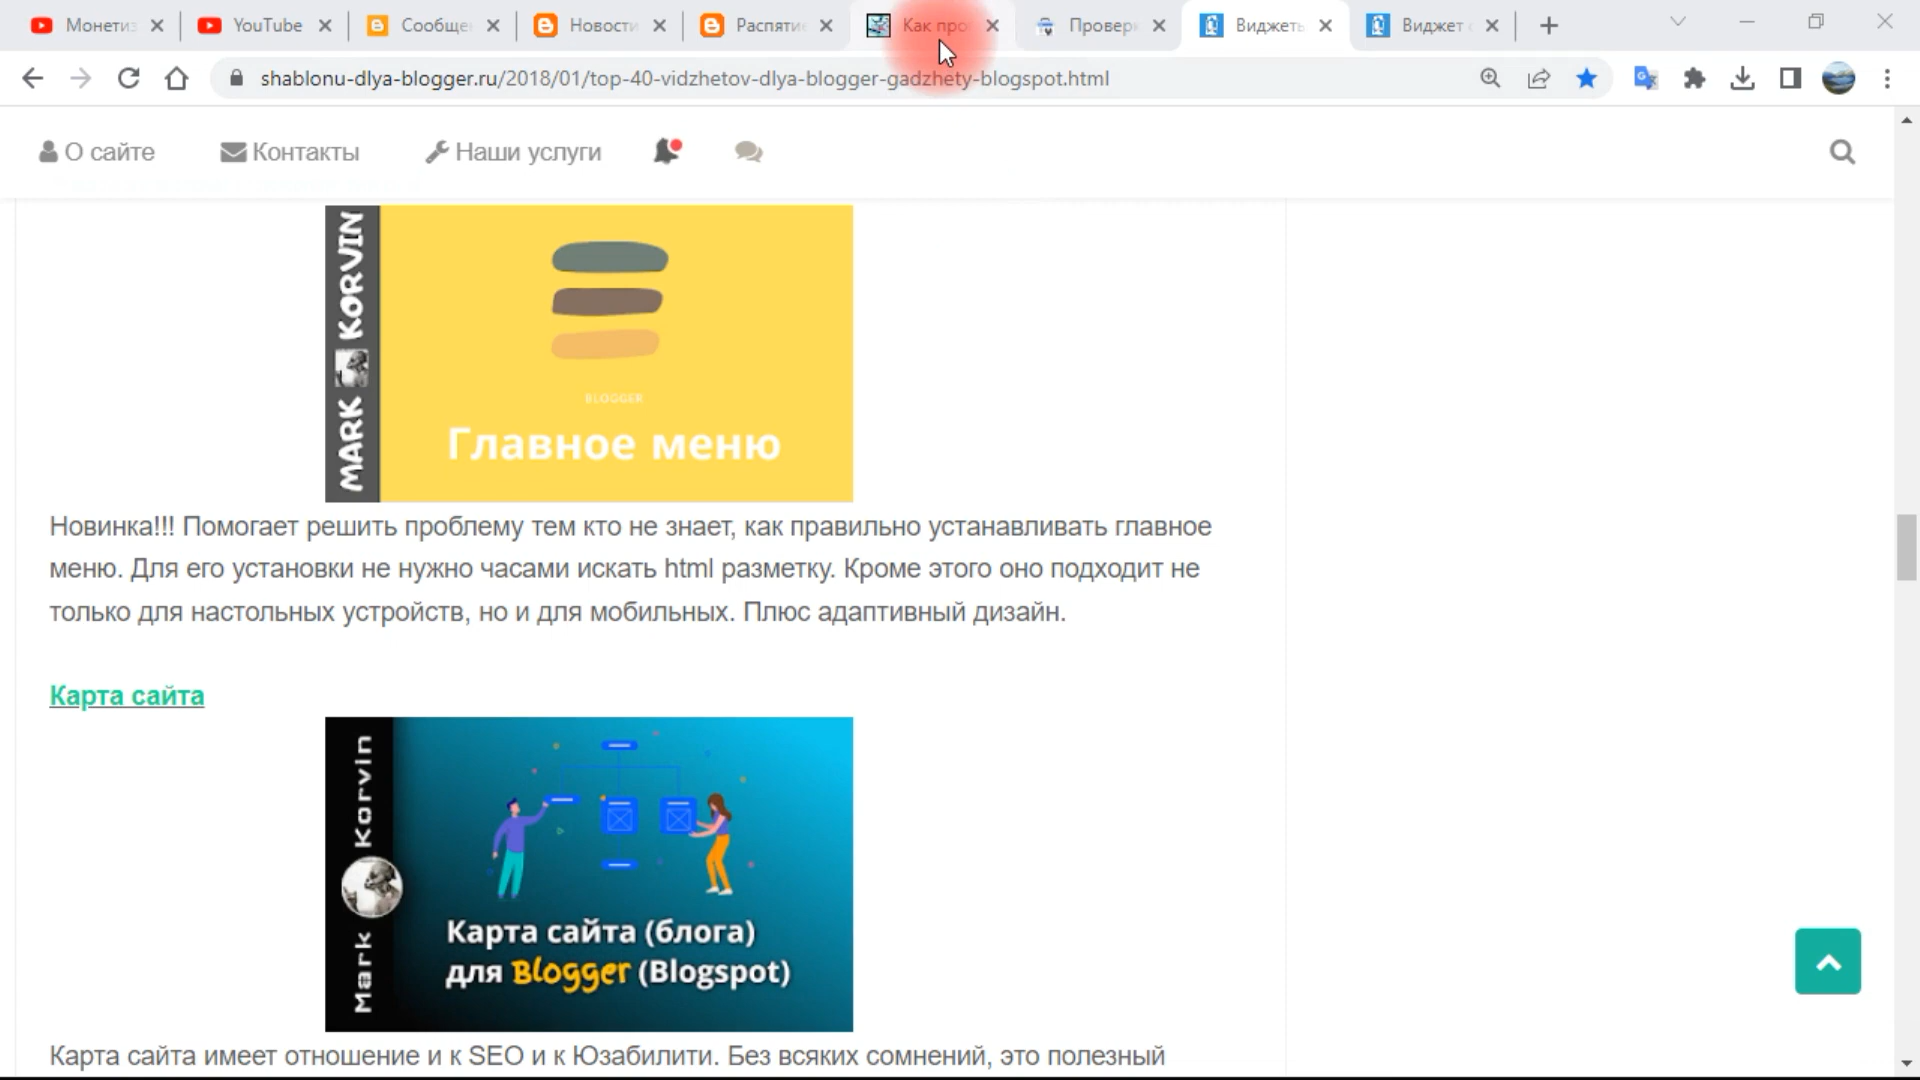 Монети YouTube Сообще Новости Распятие Как про Провер Виджеть Виджет
shablonu-dlya-blogger.ru/2018/01/top-40-vidzhetov-dlya-blogger-gadzhety-blogspot.html
О сайте Контакты Наши услуги
MARK KORVIN
BLOGGER
Главное меню
Новинка!!! Помогает решить проблему тем кто не знает, как правильно устанавливать главное
меню. Для его установки не нужно часами искать html разметку. Кроме этого оно подходит не
только для настольных устройств, но и для мобильных. Плюс адаптивный дизайн.
Карта сайта
Mark Korvin
Карта сайта (блога)
для Blogger (Blogspot)
Карта сайта имеет отношение и к SEO и к Юзабилити. Без всяких сомнений, это полезный